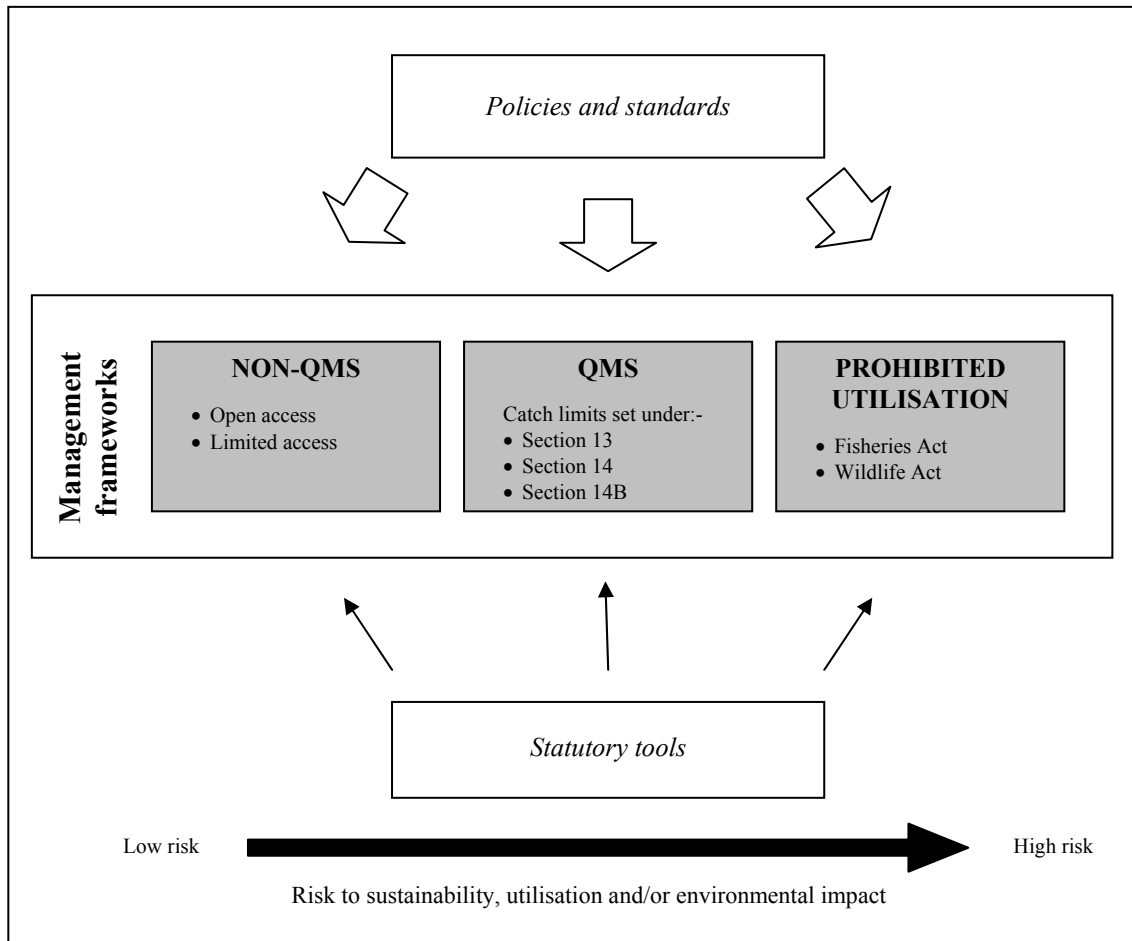 Policies and standards
Management
frameworks
NON-QMS
• Open access
• Limited access
QMS
Catch limits set under:-
• Section 13
• Section 14
• Section 14B
PROHIBITED
UTILISATION
• Fisheries Act
• Wildlife Act
Statutory tools
Low risk
High risk
Risk to sustainability, utilisation and/or environmental impact